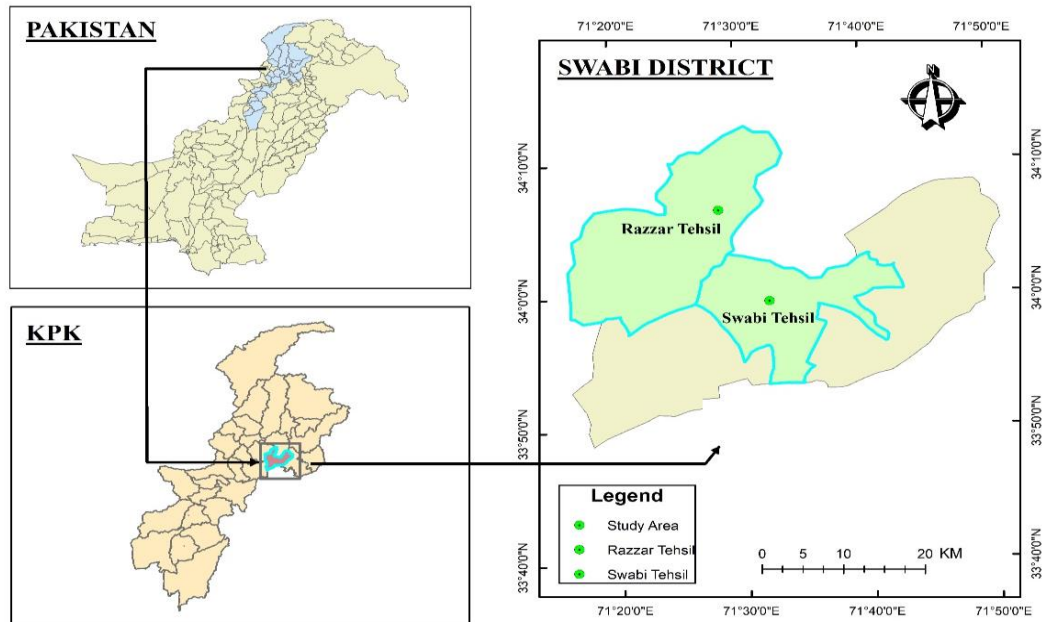 PAKISTAN
KPK
71°20'0"E 71°30'0"E 71°40'0"E 71°50'0"E
SWABI DISTRICT
N
34°10'0"N
34°0'0"N
33°50'0"N
33°40'0"N
Razzar Tehsil
Swabi Tehsil
34°10'0"N
34°0'0"N
33°50'0"N
33°40'0"N
Legend
Study Area
Razzar Tehsil
Swabi Tehsil
0 5 10 20 KM
71°20'0"E 71°30'0"E 71°40'0"E 71°50'0"E